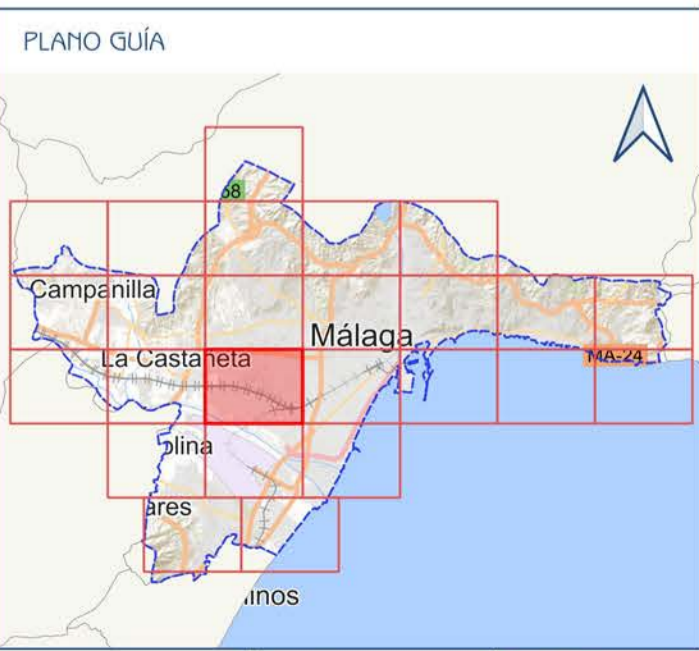 PLANO GUÍA
68
Campanilla
Málaga
La Castañeta
MA-24
olina
ares
inos